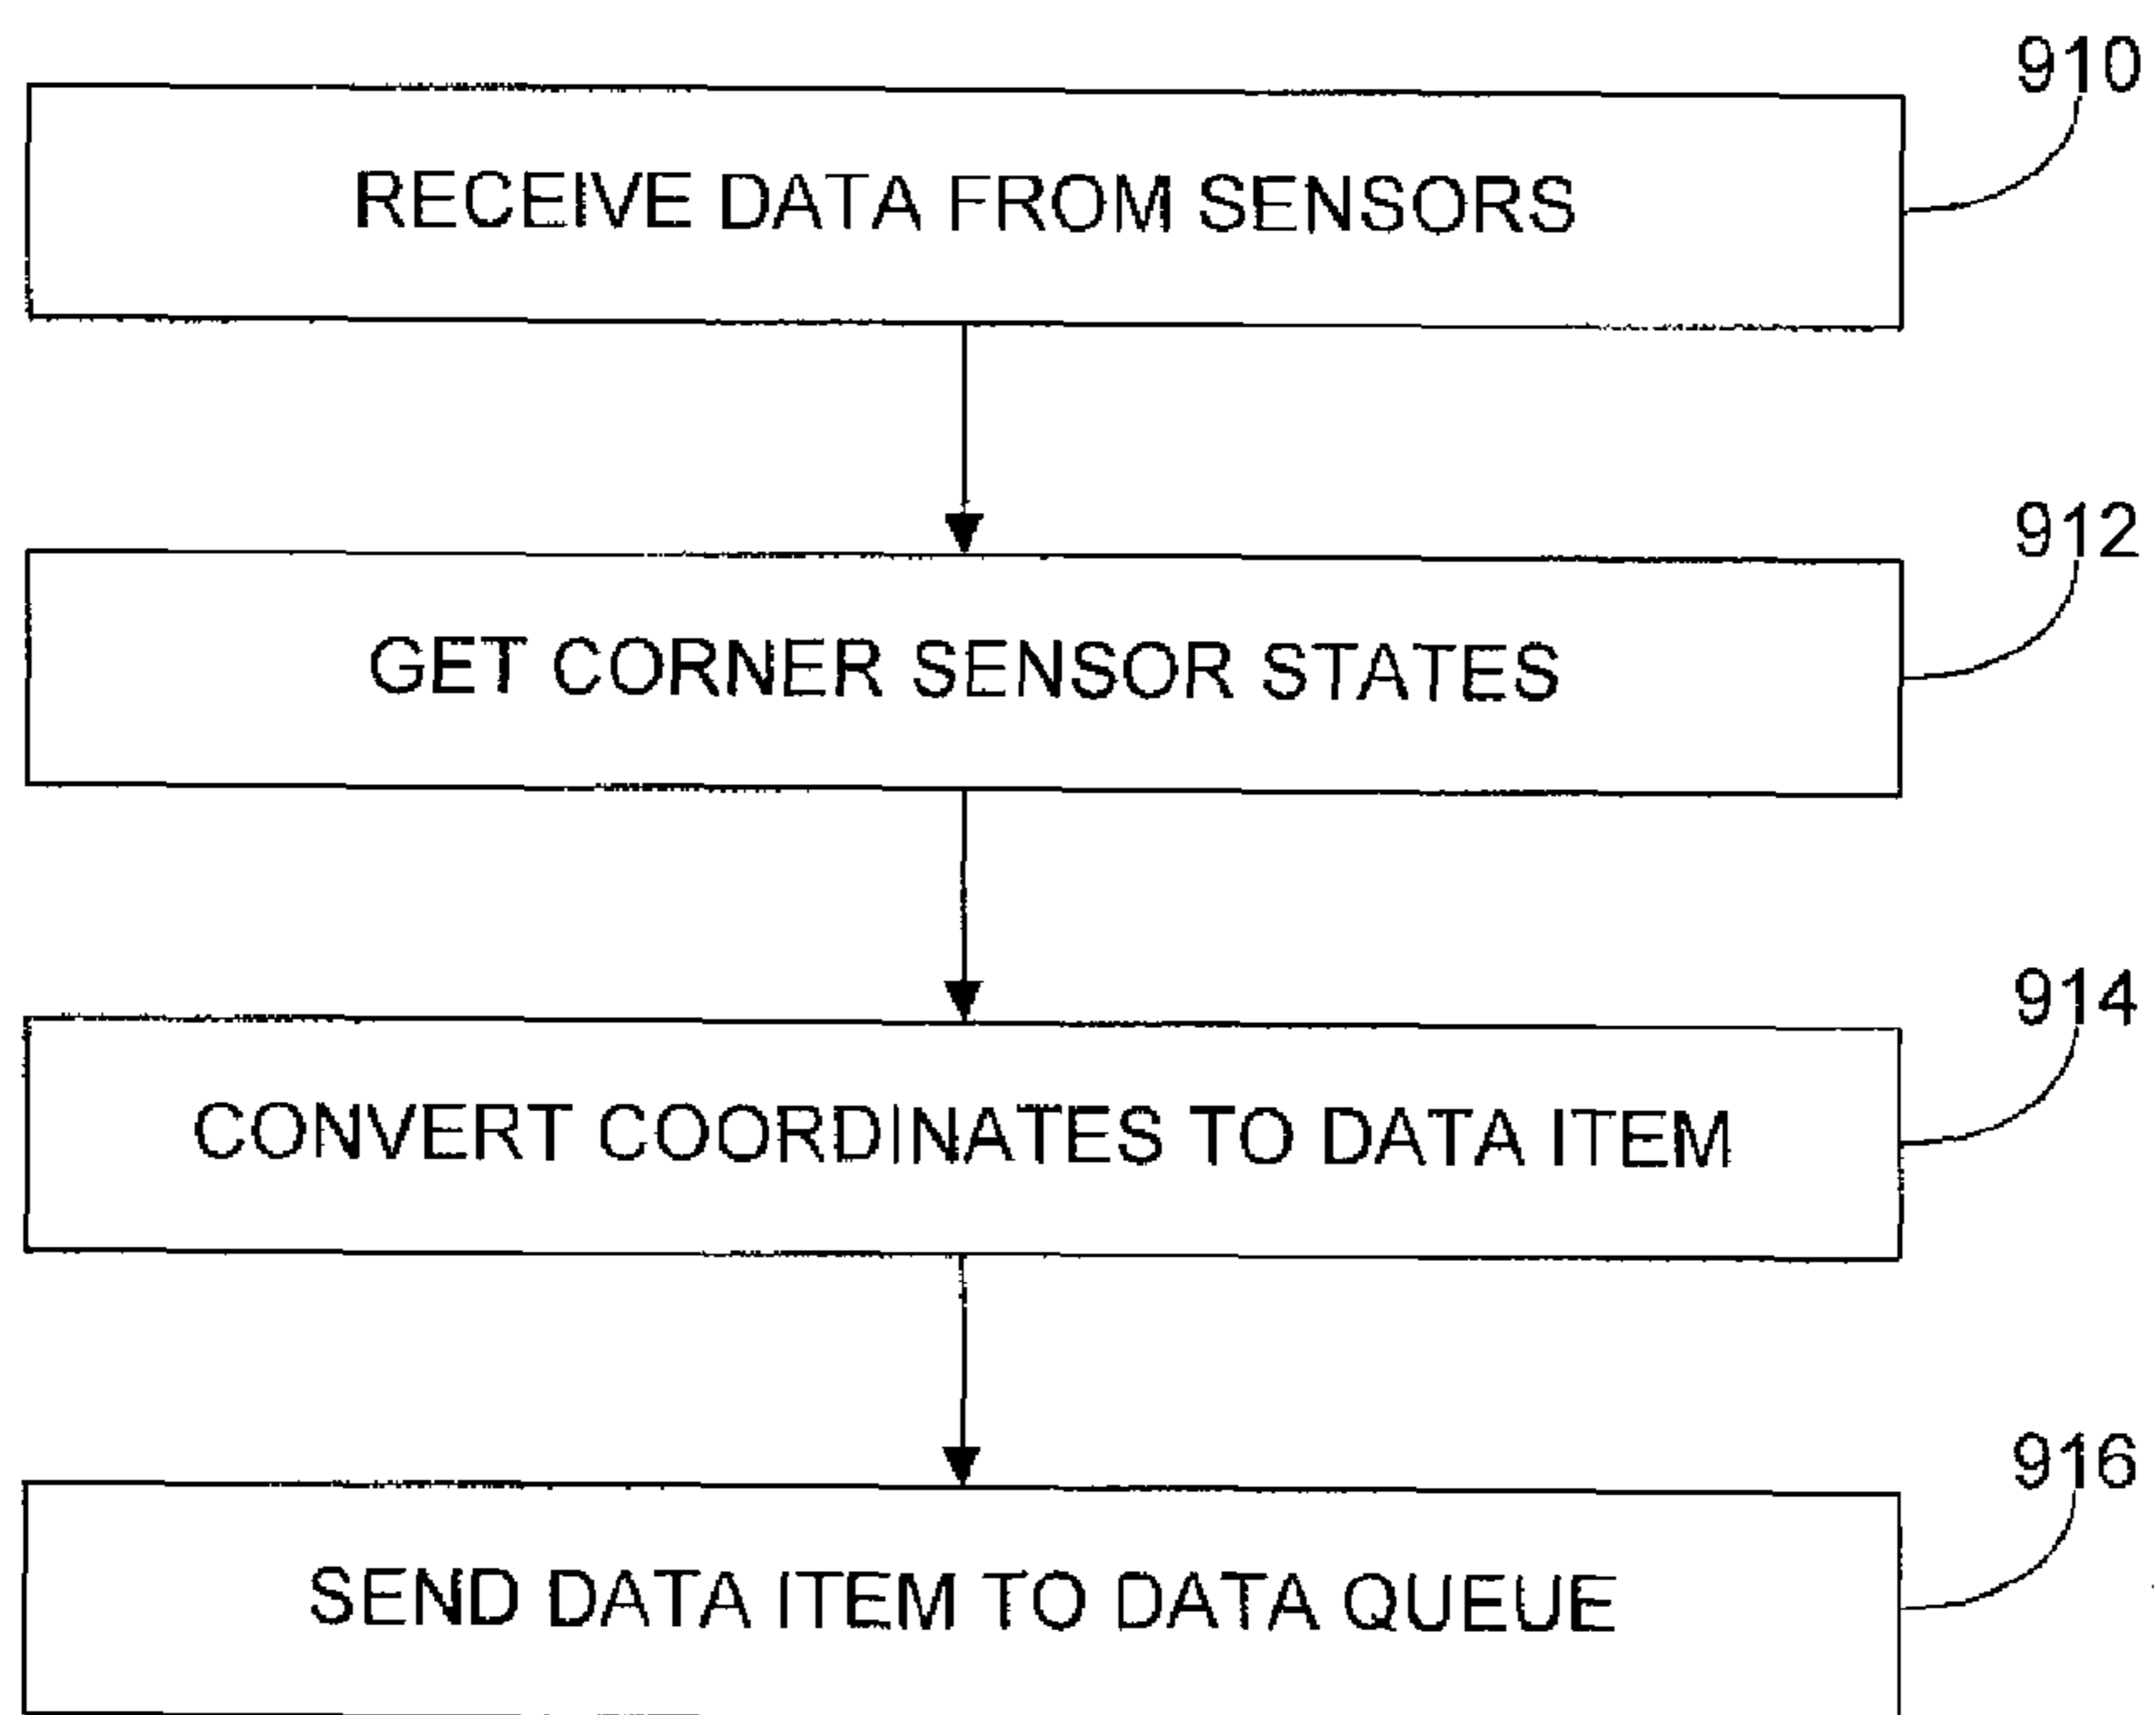 910
RECEIVE DATA FROM SENSORS
912
GET CORNER SENSOR STATES
914
CONVERT COORDINATES TO DATA ITEM
916
SEND DATA ITEM TO DATA QUEUE